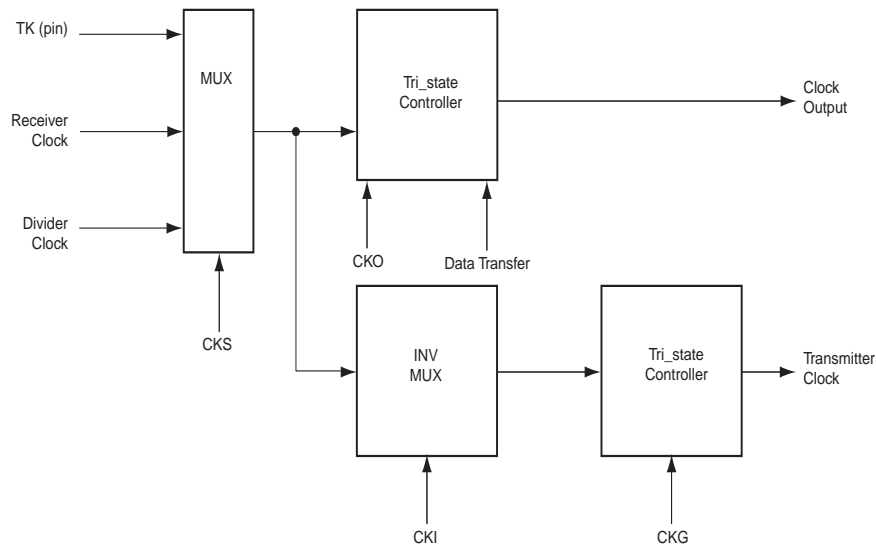 TK (pin)
MUX
Tri_state
Controller
Clock
Output
Receiver
Clock
Divider
Clock
CKO
Data Transfer
CKS
INV
MUX
Tri_state
Controller
Transmitter
Clock
CKI
CKG